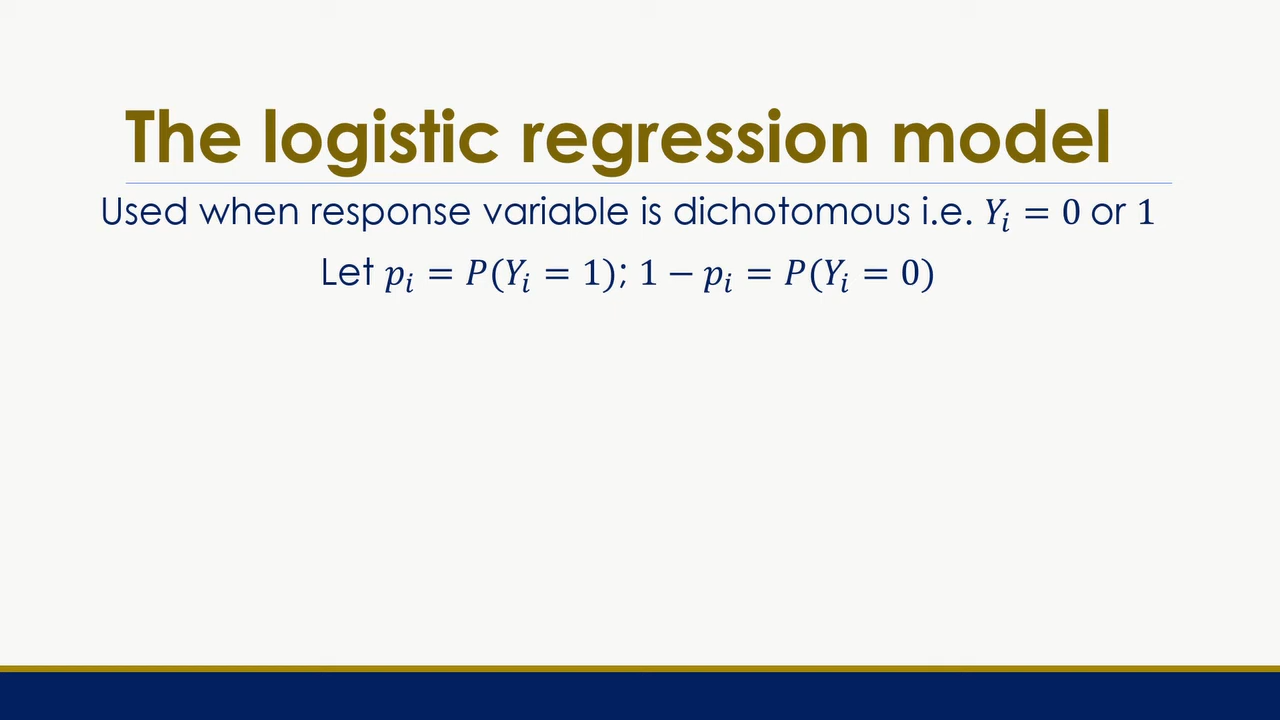 The logistic regression model
Used when response variable is dichotomous i.e. 𝑌ᵢ = 0 or 1
Let 𝑝ᵢ = 𝑃(𝑌ᵢ = 1); 1 − 𝑝ᵢ = 𝑃(𝑌ᵢ = 0)